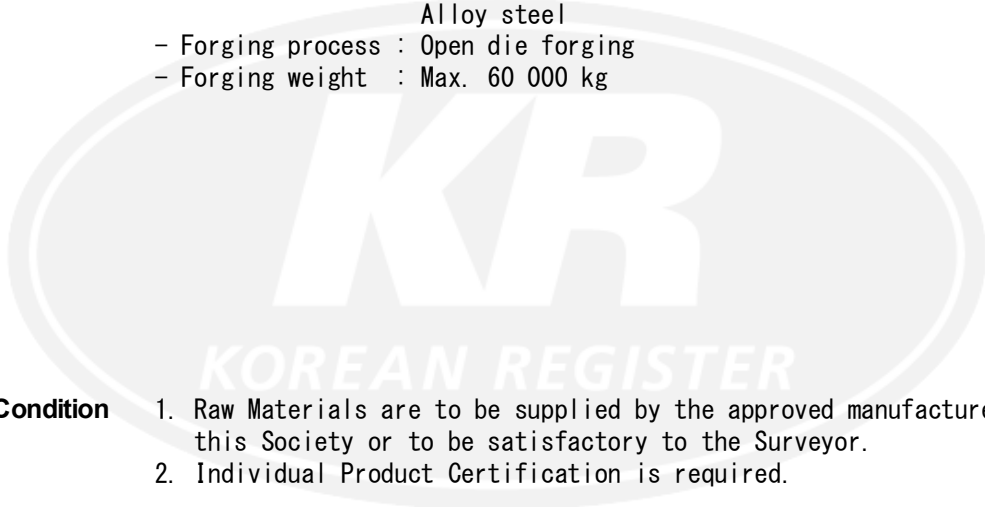 Alloy steel
- Forging process : Open die forging
- Forging weight : Max. 60 000 kg
KR
KOREAN REGISTER
Condition 1. Raw Materials are to be supplied by the approved manufacture
this Society or to be satisfactory to the Surveyor.
2. Individual Product Certification is required.